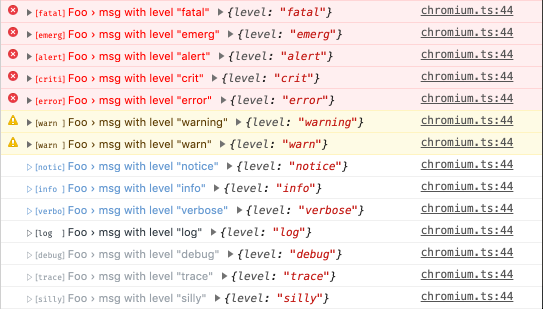 [fatal] Foo › msg with level "fatal" {level: "fatal"} chromium.ts:44
[emerg] Foo › msg with level "emerg" {level: "emerg"} chromium.ts:44
[alert] Foo › msg with level "alert" {level: "alert"} chromium.ts:44
[criti] Foo › msg with level "crit" {level: "crit"} chromium.ts:44
[error] Foo › msg with level "error" {level: "error"} chromium.ts:44
[warn ] Foo › msg with level "warning" {level: "warning"} chromium.ts:44
[warn ] Foo › msg with level "warn" {level: "warn"} chromium.ts:44
[notic] Foo › msg with level "notice" {level: "notice"} chromium.ts:44
[info ] Foo › msg with level "info" {level: "info"} chromium.ts:44
[verbo] Foo › msg with level "verbose" {level: "verbose"} chromium.ts:44
[log  ] Foo › msg with level "log" {level: "log"} chromium.ts:44
[debug] Foo › msg with level "debug" {level: "debug"} chromium.ts:44
[trace] Foo › msg with level "trace" {level: "trace"} chromium.ts:44
[silly] Foo › msg with level "silly" {level: "silly"} chromium.ts:44